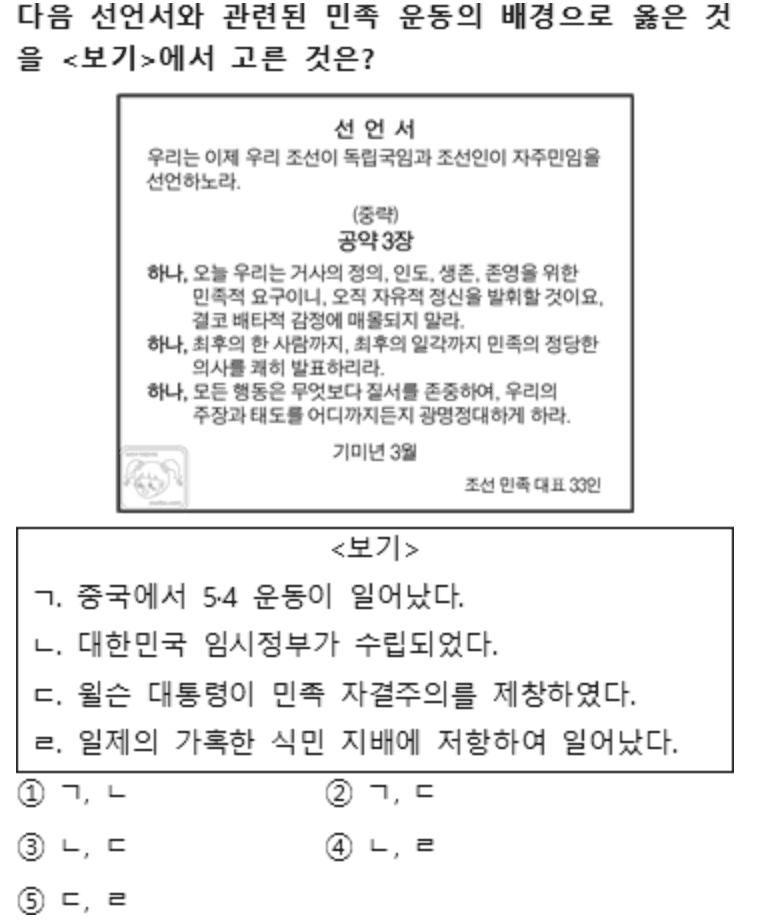 다음 선언서와 관련된 민족 운동의 배경으로 옳은 것
을 <보기>에서 고른 것은?
선 언 서
우리는 이제 우리 조선이 독립국임과 조선인이 자주민임을
선언하노라.
(중략)
공약 3장
하나, 오늘 우리는 거사의 정의, 인도, 생존, 존영을 위한
민족적 요구이니, 오직 자유적 정신을 발휘할 것이요,
결코 배타적 감정에 매몰되지 말라.
하나, 최후의 한 사람까지, 최후의 일각까지 민족의 정당한
의사를 쾌히 발표하리라.
하나, 모든 행동은 무엇보다 질서를 존중하여, 우리의
주장과 태도를 어디까지든지 광명정대하게 하라.
기미년 3월
조선 민족 대표 33인
<보기>
ㄱ. 중국에서 5·4 운동이 일어났다.
ㄴ. 대한민국 임시정부가 수립되었다.
ㄷ. 윌슨 대통령이 민족 자결주의를 제창하였다.
ㄹ. 일제의 가혹한 식민 지배에 저항하여 일어났다.
① ㄱ, ㄴ ② ㄱ, ㄷ
③ ㄴ, ㄷ ④ ㄴ, ㄹ
⑤ ㄷ, ㄹ